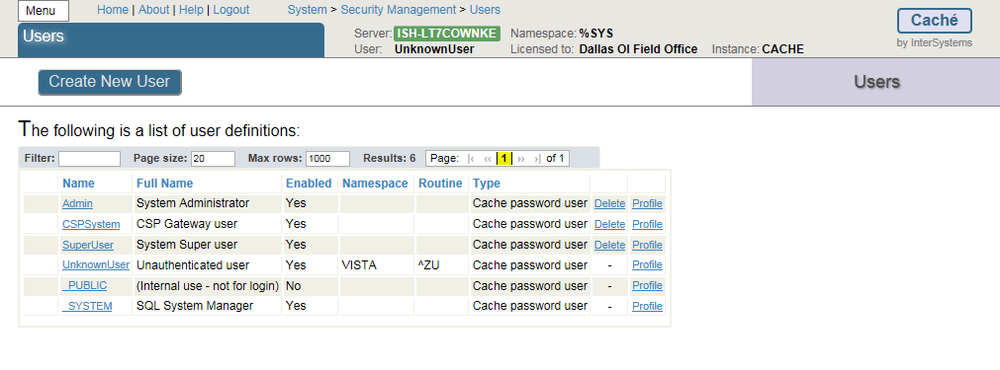 Menu Home | About | Help | Logout System > Security Management > Users
Users
Server: ISH-LT7COWNKE Namespace: %SYS
User: UnknownUser Licensed to: Dallas OI Field Office Instance: CACHE
Caché
by InterSystems
Create New User
Users
The following is a list of user definitions:
Filter: Page size: 20 Max rows: 1000 Results: 6 Page: |‹ ‹‹ 1 ›› ›| of 1
Name Full Name Enabled Namespace Routine Type
Admin System Administrator Yes Cache password user Delete Profile
CSPSystem CSP Gateway user Yes Cache password user Delete Profile
SuperUser System Super user Yes Cache password user Delete Profile
UnknownUser Unauthenticated user Yes VISTA ^ZU Cache password user - Profile
_PUBLIC (Internal use - not for login) No Cache password user - Profile
_SYSTEM SQL System Manager Yes Cache password user - Profile